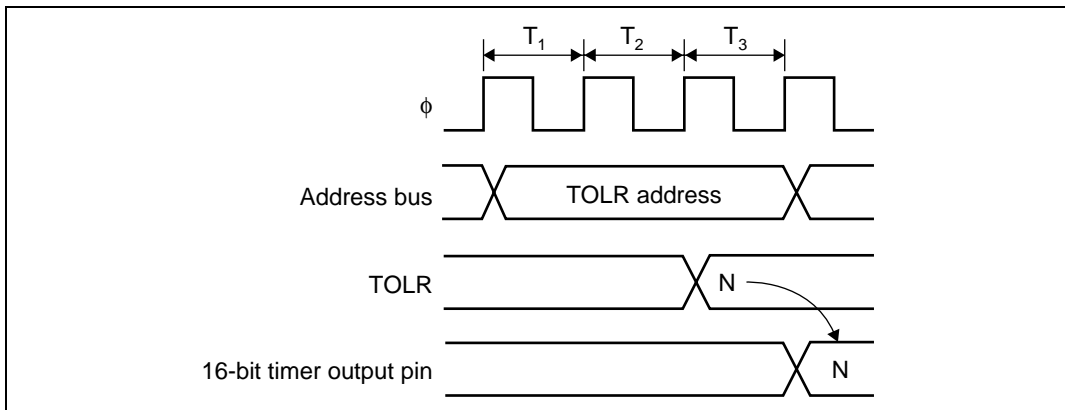 T₁ T₂ T₃
ϕ
Address bus TOLR address
TOLR N
16-bit timer output pin N